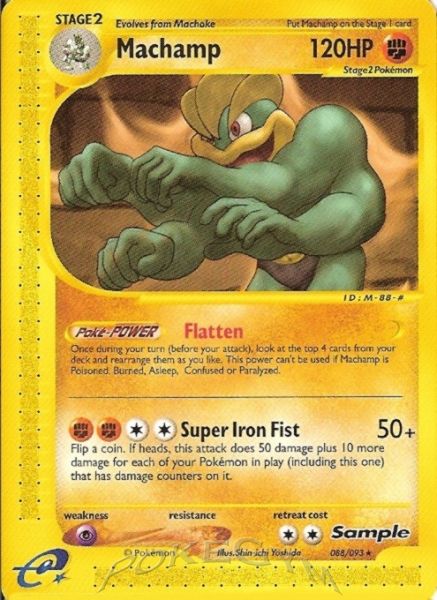 STAGE2
Evolves from Machoke
Put Machamp on the Stage 1 card
Machamp
120HP
Stage2 Pokémon
ID:M-88-#
Poké-POWER Flatten
Once during your turn (before your attack), look at the top 4 cards from your
deck and rearrange them as you like. This power can't be used if Machamp is
Poisoned, Burned, Asleep, Confused or Paralyzed.
Super Iron Fist 50+
Flip a coin. If heads, this attack does 50 damage plus 10 more
damage for each of your Pokémon in play (including this one)
that has damage counters on it.
weakness
resistance
retreat cost
Sample
© Pokémon
Illus.Shin-ichi Yoshida
088/093★
e
POKEGYM